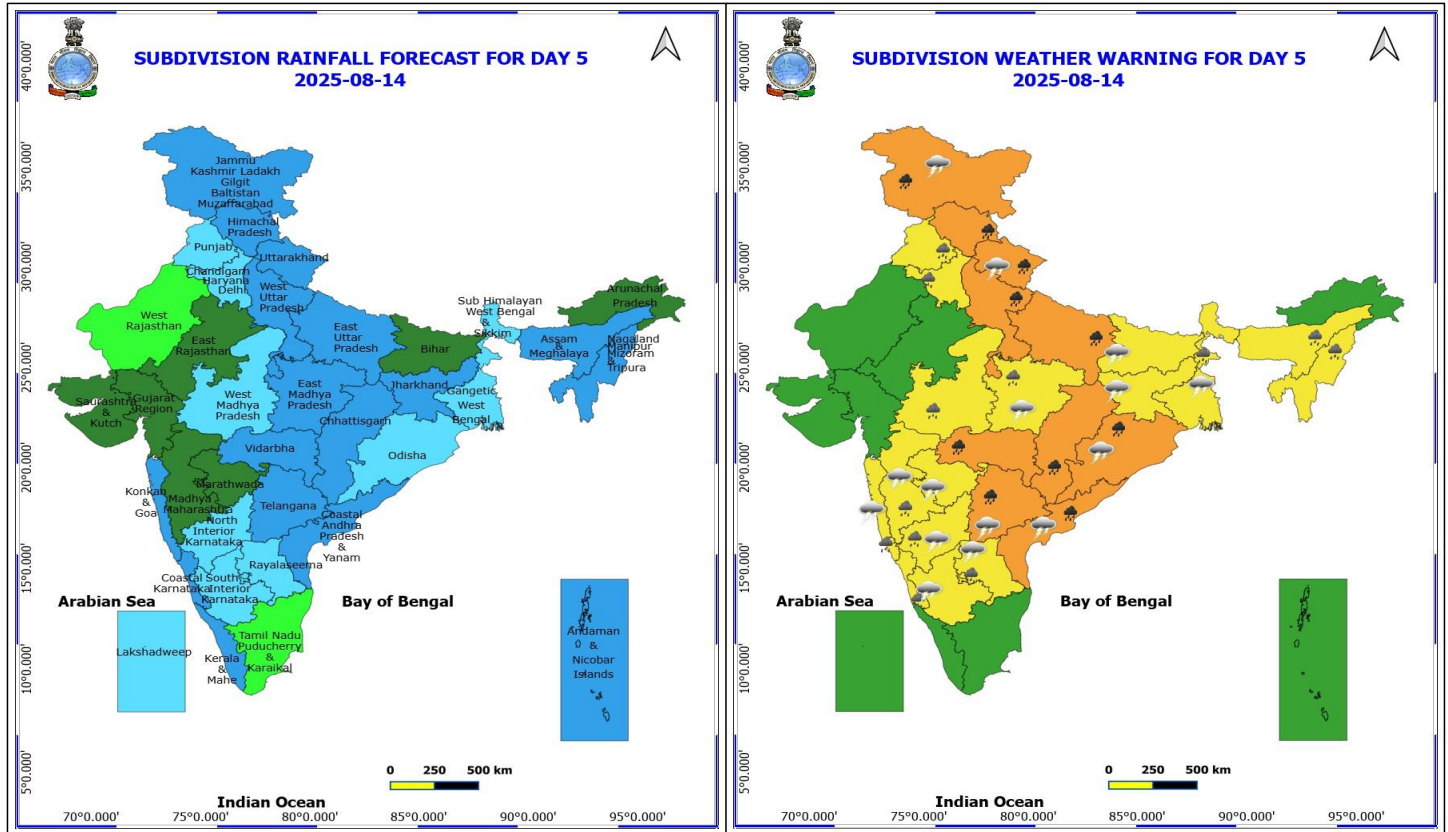 SUBDIVISION RAINFALL FORECAST FOR DAY 5
2025-08-14
40°0.000'
35°0.000'
30°0.000'
25°0.000'
20°0.000'
15°0.000'
10°0.000'
5°0.000'
Jammu
Kashmir Ladakh
Gilgit
Baltistan
Muzaffarabad
Himachal
Pradesh
Punjab
Uttarakhand
Chandigarh
Haryana
Delhi
West
Uttar
Pradesh
West
Rajasthan
East
Rajasthan
East
Uttar
Pradesh
Bihar
Sub Himalayan
West Bengal
&
Sikkim
Arunachal
Pradesh
Assam
&
Meghalaya
Nagaland
Manipur
Mizoram
&
Tripura
Saurashtra
&
Kutch
Gujarat
Region
West
Madhya
Pradesh
East
Madhya
Pradesh
Jharkhand
Gangetic
West
Bengal
Chhattisgarh
Vidarbha
Odisha
Konkan
&
Goa
Madhya
Maharashtra
Marathwada
Telangana
Coastal
Andhra
Pradesh
&
Yanam
North
Interior
Karnataka
Rayalaseema
Coastal
Karnataka
South
Interior
Karnataka
Arabian Sea
Bay of Bengal
Lakshadweep
Kerala
&
Mahe
Tamil Nadu
Puducherry
&
Karaikal
Andaman
&
Nicobar
Islands
0 250 500 km
Indian Ocean
70°0.000' 75°0.000' 80°0.000' 85°0.000' 90°0.000' 95°0.000'
SUBDIVISION WEATHER WARNING FOR DAY 5
2025-08-14
40°0.000'
35°0.000'
30°0.000'
25°0.000'
20°0.000'
15°0.000'
10°0.000'
5°0.000'
Arabian Sea
Bay of Bengal
0 250 500 km
Indian Ocean
70°0.000' 75°0.000' 80°0.000' 85°0.000' 90°0.000' 95°0.000'